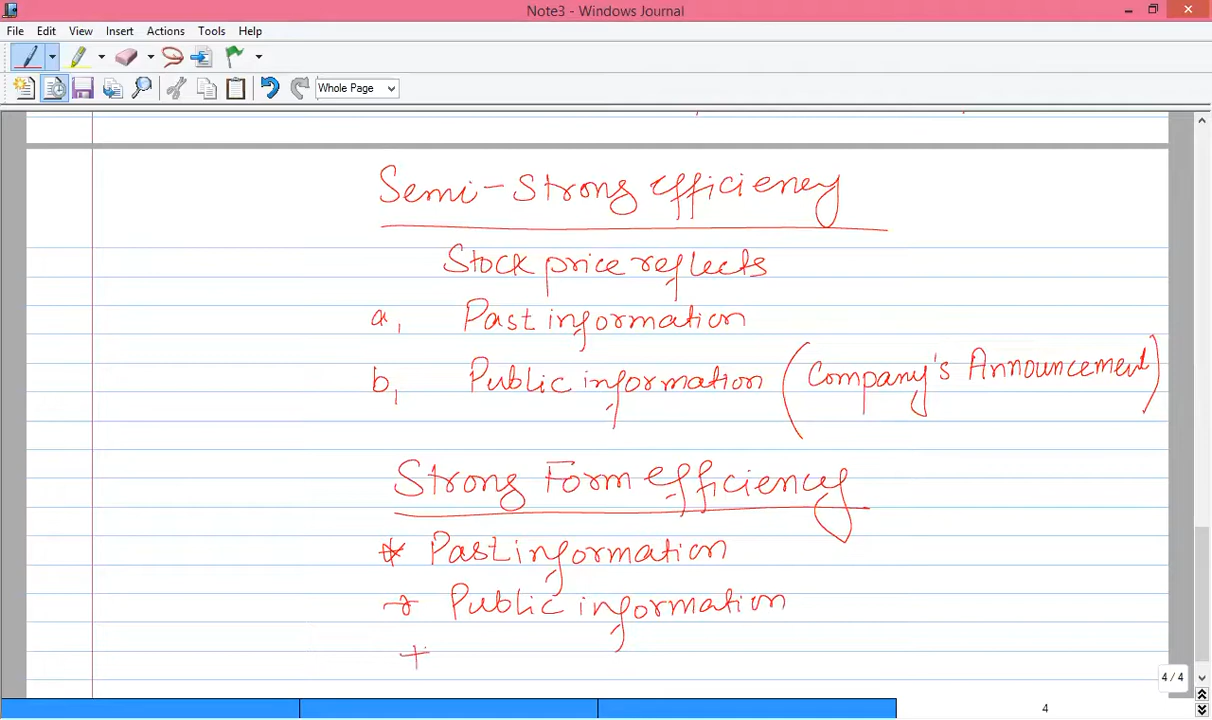 Note3 - Windows Journal
File Edit View Insert Actions Tools Help
Whole Page
Semi-Strong efficiency
Stock price reflects
a, Past information
b, Public information (Company's Announcement)
Strong Form efficiency
* Past information
* Public information
+
4 / 4
4